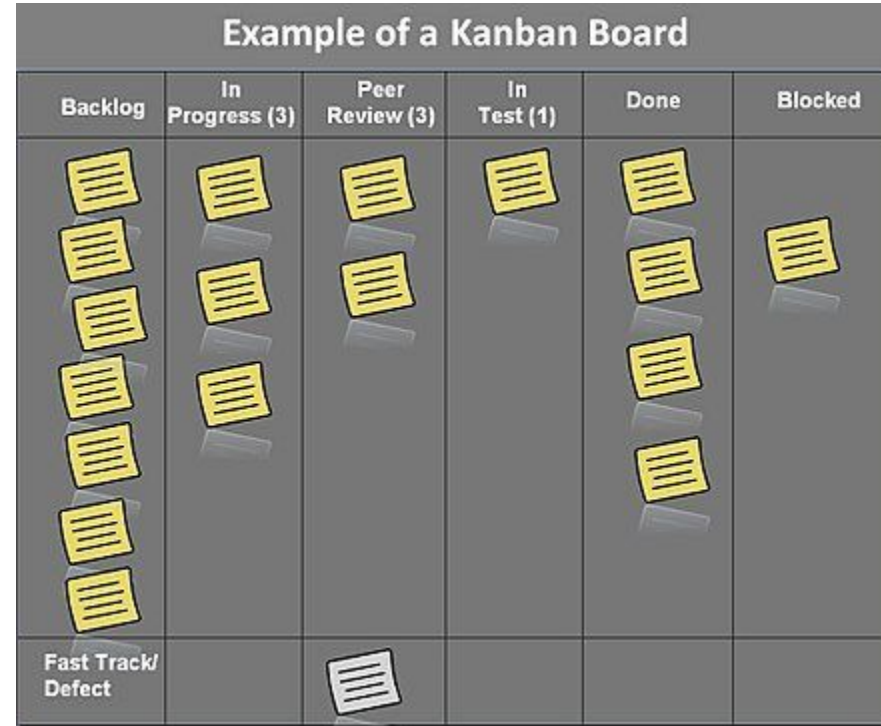 Example of a Kanban Board
Backlog
In
Progress (3)
Peer
Review (3)
In
Test (1)
Done
Blocked
Fast Track/
Defect